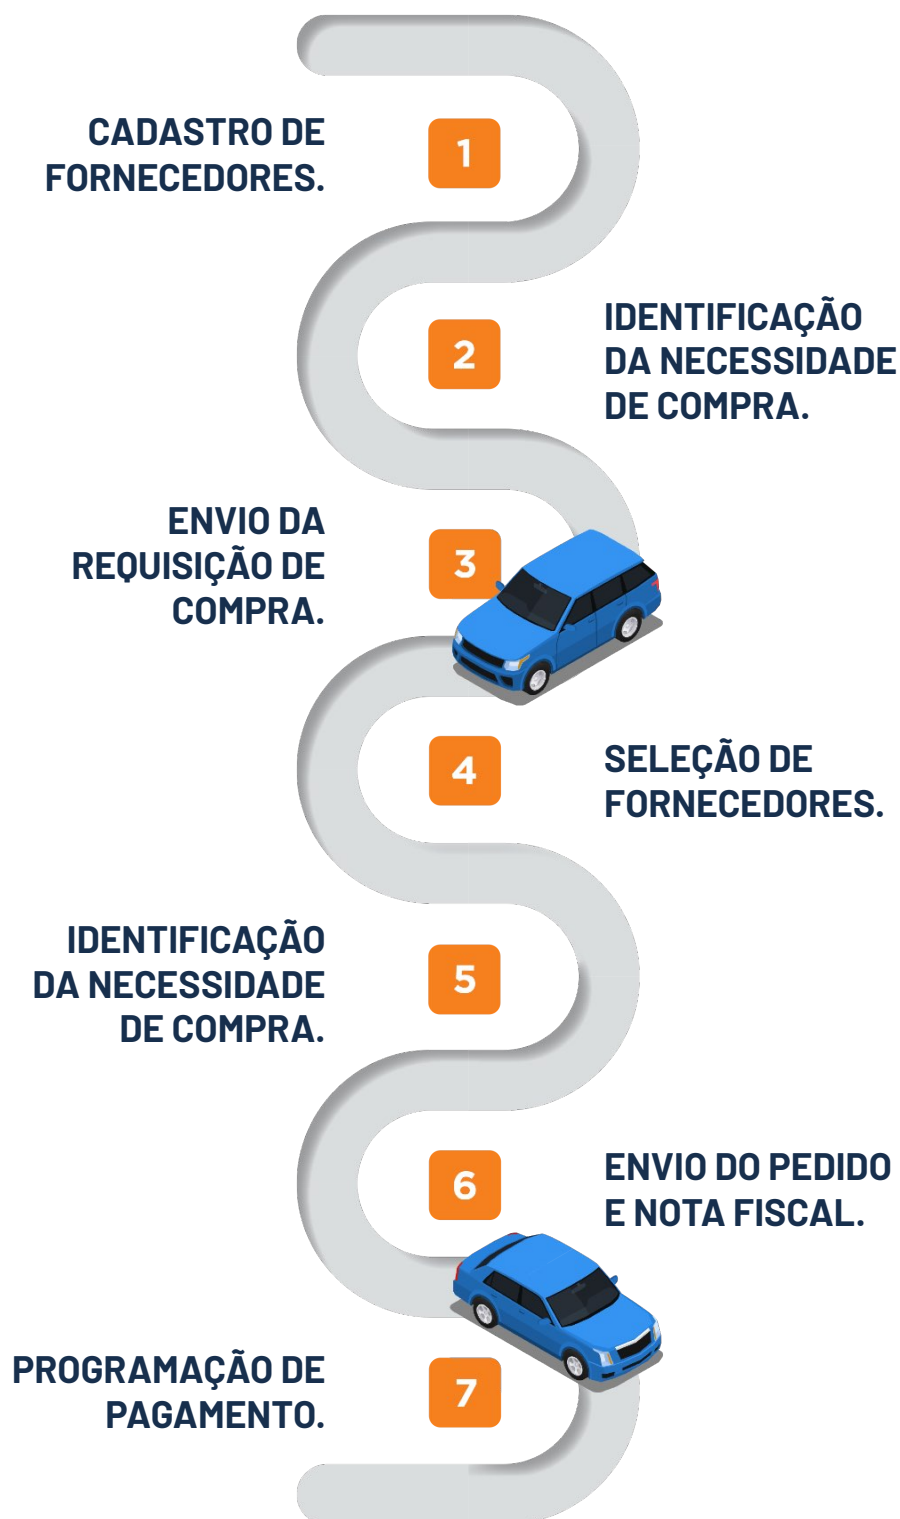 CADASTRO DE
FORNECEDORES.
1
2
IDENTIFICAÇÃO
DA NECESSIDADE
DE COMPRA.
ENVIO DA
REQUISIÇÃO DE
COMPRA.
3
4
SELEÇÃO DE
FORNECEDORES.
IDENTIFICAÇÃO
DA NECESSIDADE
DE COMPRA.
5
6
ENVIO DO PEDIDO
E NOTA FISCAL.
PROGRAMAÇÃO DE
PAGAMENTO.
7